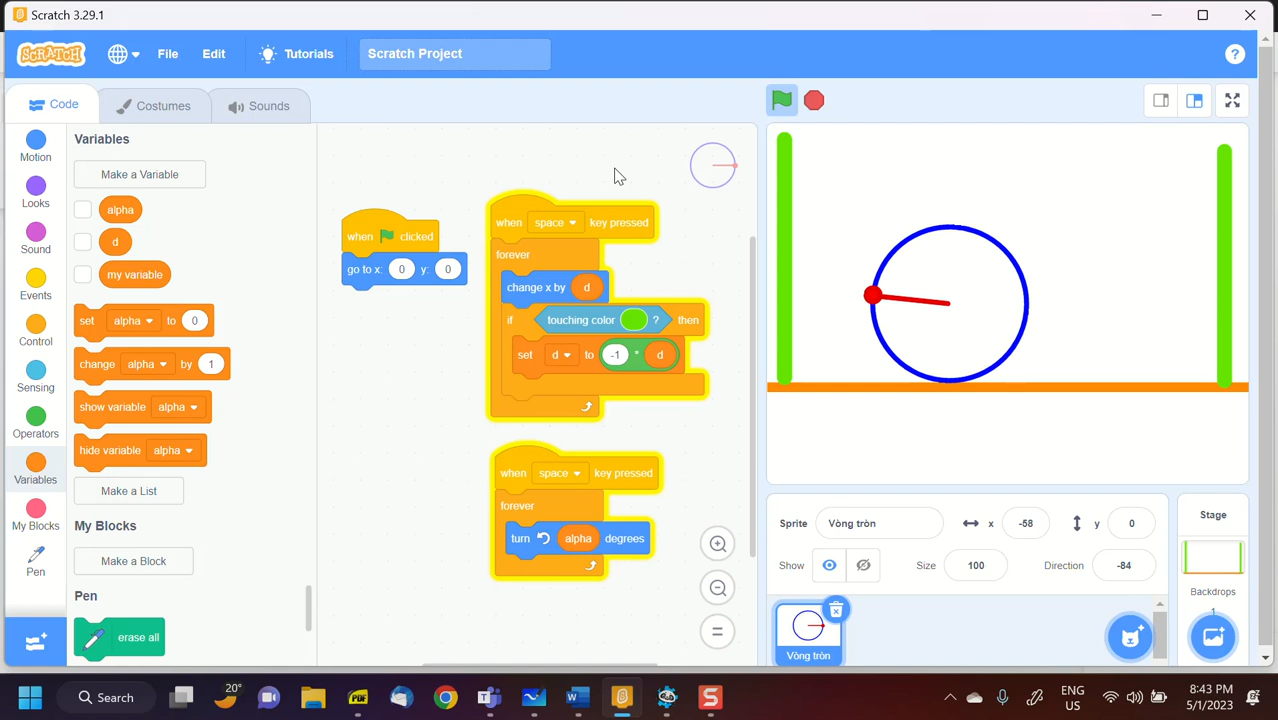 Scratch 3.29.1
SCRATCH File Edit Tutorials Scratch Project ?
Code Costumes Sounds
Motion
Looks
Sound
Events
Control
Sensing
Operators
Variables
My Blocks
Pen
Variables
Make a Variable
alpha
d
my variable
set alpha to 0
change alpha by 1
show variable alpha
hide variable alpha
Make a List
My Blocks
Make a Block
Pen
erase all
when clicked
go to x: 0 y: 0
when space key pressed
forever
change x by d
if touching color ? then
set d to -1 * d
when space key pressed
forever
turn alpha degrees
Sprite Vòng tròn x -58 y 0
Show Size 100 Direction -84
Vòng tròn
Stage
Backdrops
1
Search
20°
PDF
ENG
US
8:43 PM
5/1/2023